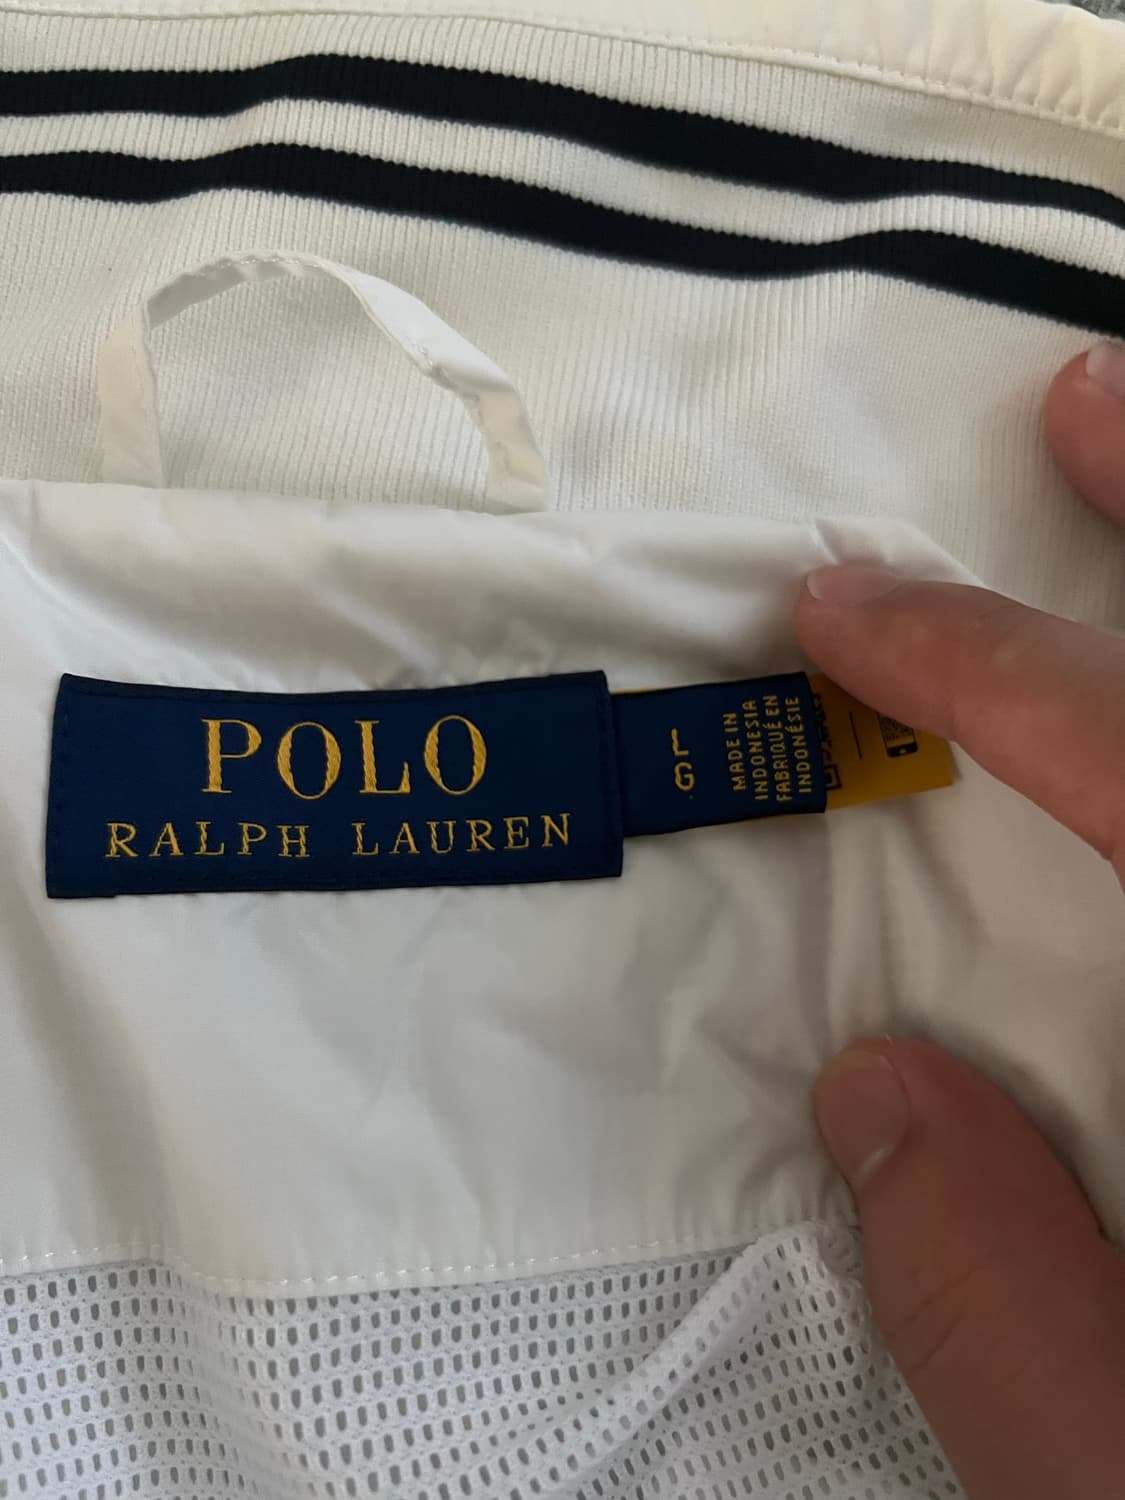 POLO
RALPH LAUREN
G L
MADE IN
INDONESIA
FABRIQUÉ EN
INDONÉSIE